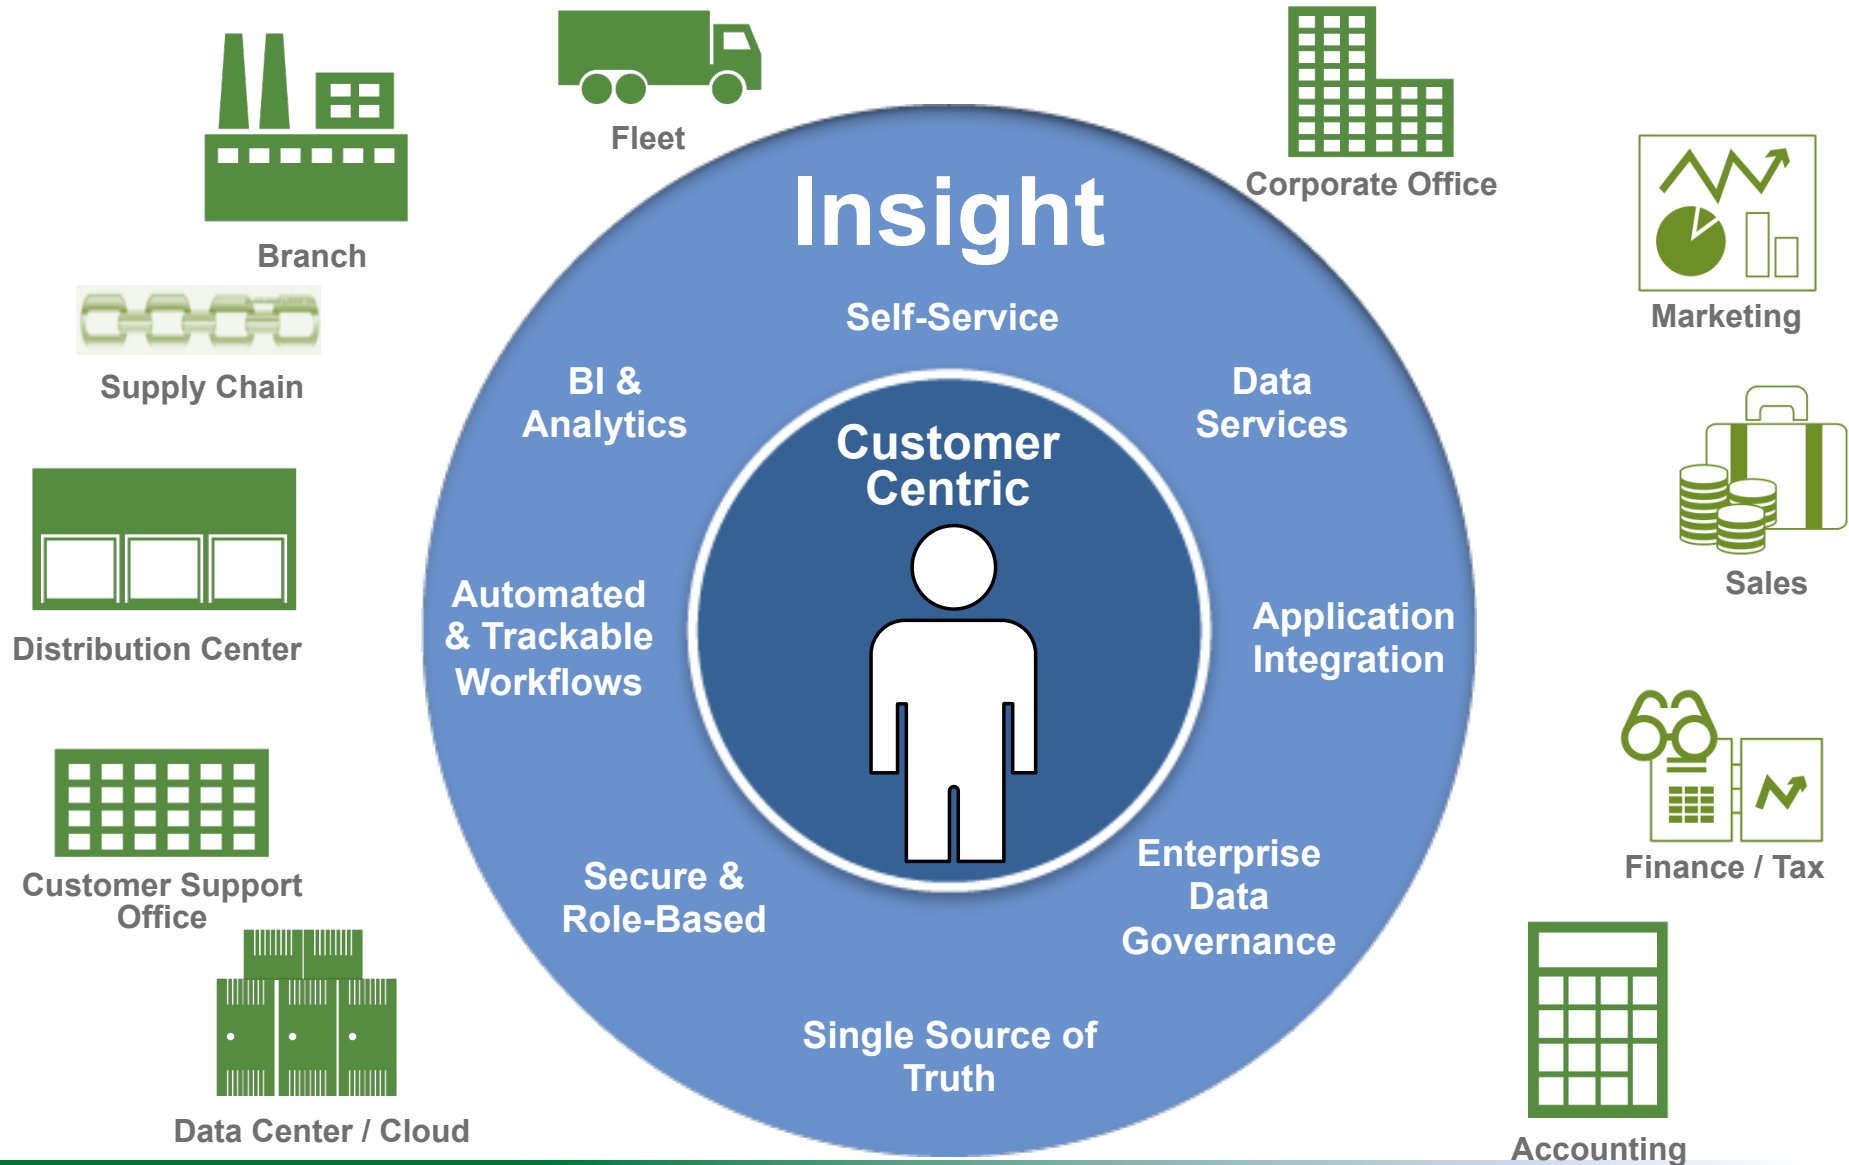 Fleet
Corporate Office
Branch
Insight
Marketing
Supply Chain
Self-Service
BI &
Analytics
Data
Services
Customer
Centric
Sales
Distribution Center
Automated
& Trackable
Workflows
Application
Integration
Customer Support
Office
Secure &
Role-Based
Enterprise
Data
Governance
Finance / Tax
Single Source of
Truth
Data Center / Cloud
Accounting